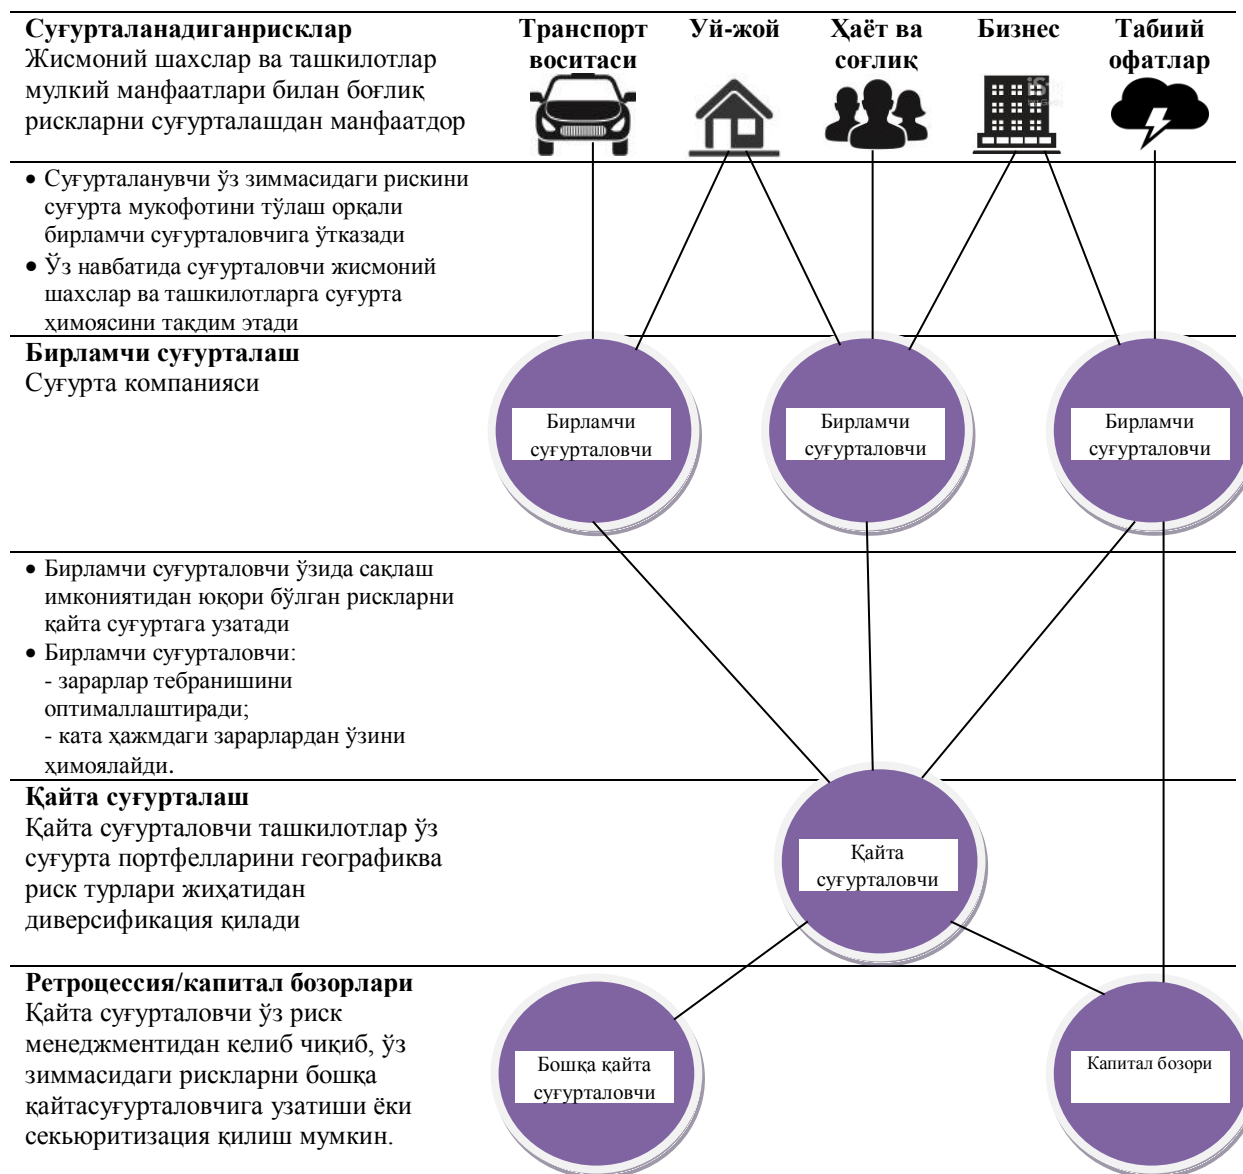 Суғурталанадиганрисклар
Жисмоний шахслар ва ташкилотлар
мулкий манфаатлари билан боғлиқ
рискларни суғурталашдан манфаатдор
Транспорт
воситаси
Уй-жой
Ҳаёт ва
соғлиқ
Бизнес
Табиий
офатлар
• Суғурталанувчи ўз зиммасидаги рискини
суғурта мукофотини тўлаш орқали
бирламчи суғурталовчига ўтказади
• Ўз навбатида суғурталовчи жисмоний
шахслар ва ташкилотларга суғурта
ҳимоясини тақдим этади
Бирламчи суғурталаш
Суғурта компанияси
Бирламчи
суғурталовчи
Бирламчи
суғурталовчи
Бирламчи
суғурталовчи
• Бирламчи суғурталовчи ўзида сақлаш
имкониятидан юқори бўлган рискларни
қайта суғуртага узатади
• Бирламчи суғурталовчи:
- зарарлар тебранишини
оптималлаштиради;
- ката ҳажмдаги зарарлардан ўзини
ҳимоялайди.
Қайта суғурталаш
Қайта суғурталовчи ташкилотлар ўз
суғурта портфелларини географиква
риск турлари жиҳатидан
диверсификация қилади
Қайта
суғурталовчи
Ретроцессия/капитал бозорлари
Қайта суғурталовчи ўз риск
менеджментидан келиб чиқиб, ўз
зиммасидаги рискларни бошқа
қайтасуғурталовчига узатиши ёки
секьюритизация қилиш мумкин.
Бошқа қайта
суғурталовчи
Капитал бозори